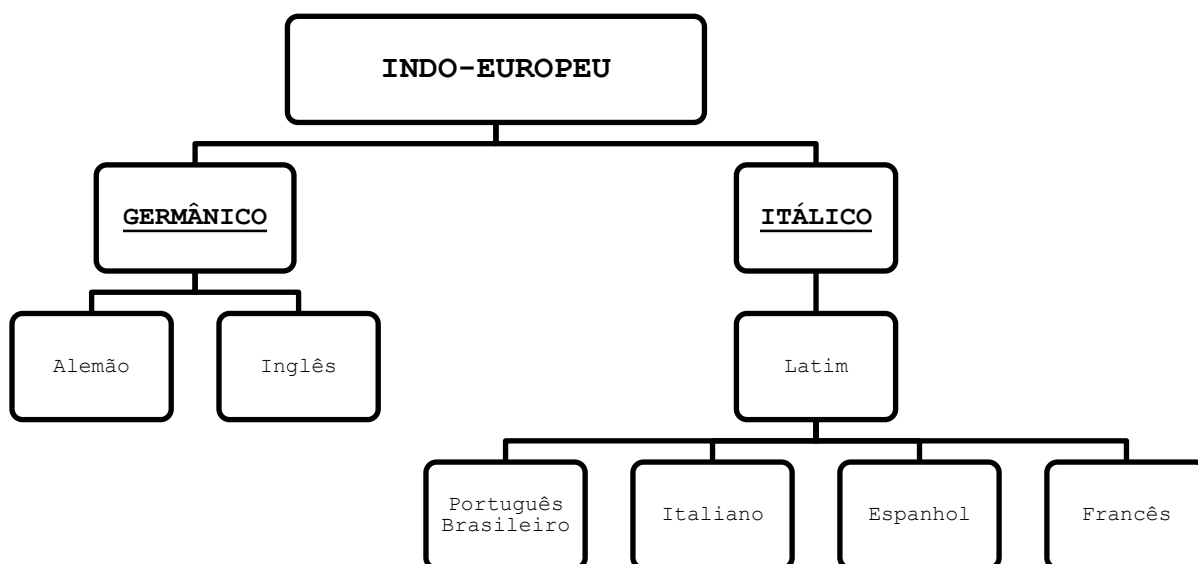 INDO-EUROPEU
GERMÂNICO
ITÁLICO
Alemão
Inglês
Latim
Português
Brasileiro
Italiano
Espanhol
Francês